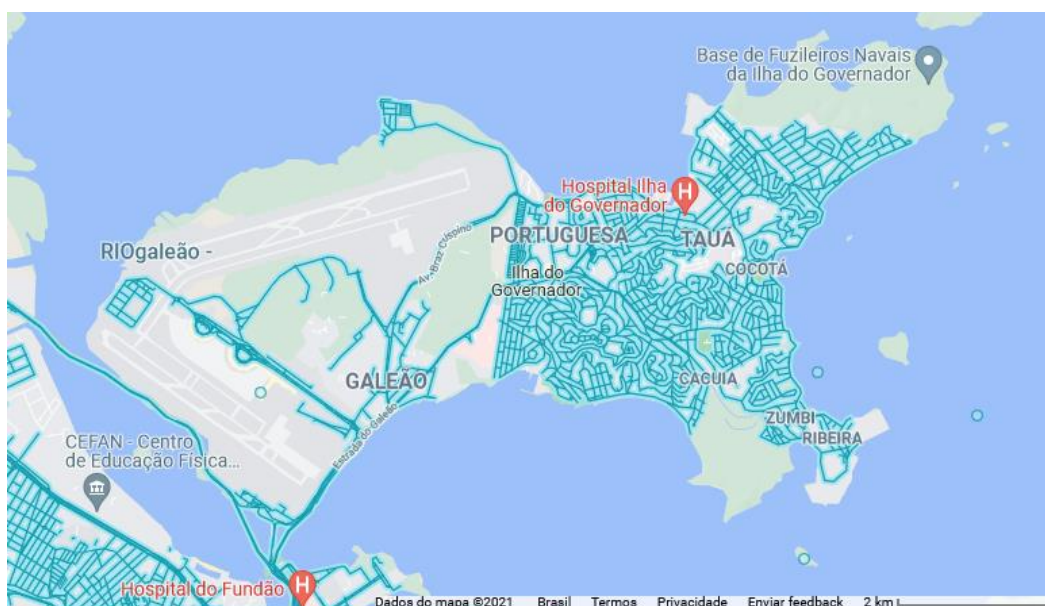 Base de Fuzileiros Navais
da Ilha do Governador
Hospital Ilha
do Governador
PORTUGUESA
TAUÁ
RIOgaleão -
Av. Braz Crispino
COCOTÁ
Ilha do
Governador
GALEÃO
CACUIA
ZUMBI
RIBEIRA
Estrada do Galeão
CEFAN - Centro
de Educação Física...
Hospital do Fundão
Dados do mapa ©2021 Brasil Termos Privacidade Enviar feedback 2 km